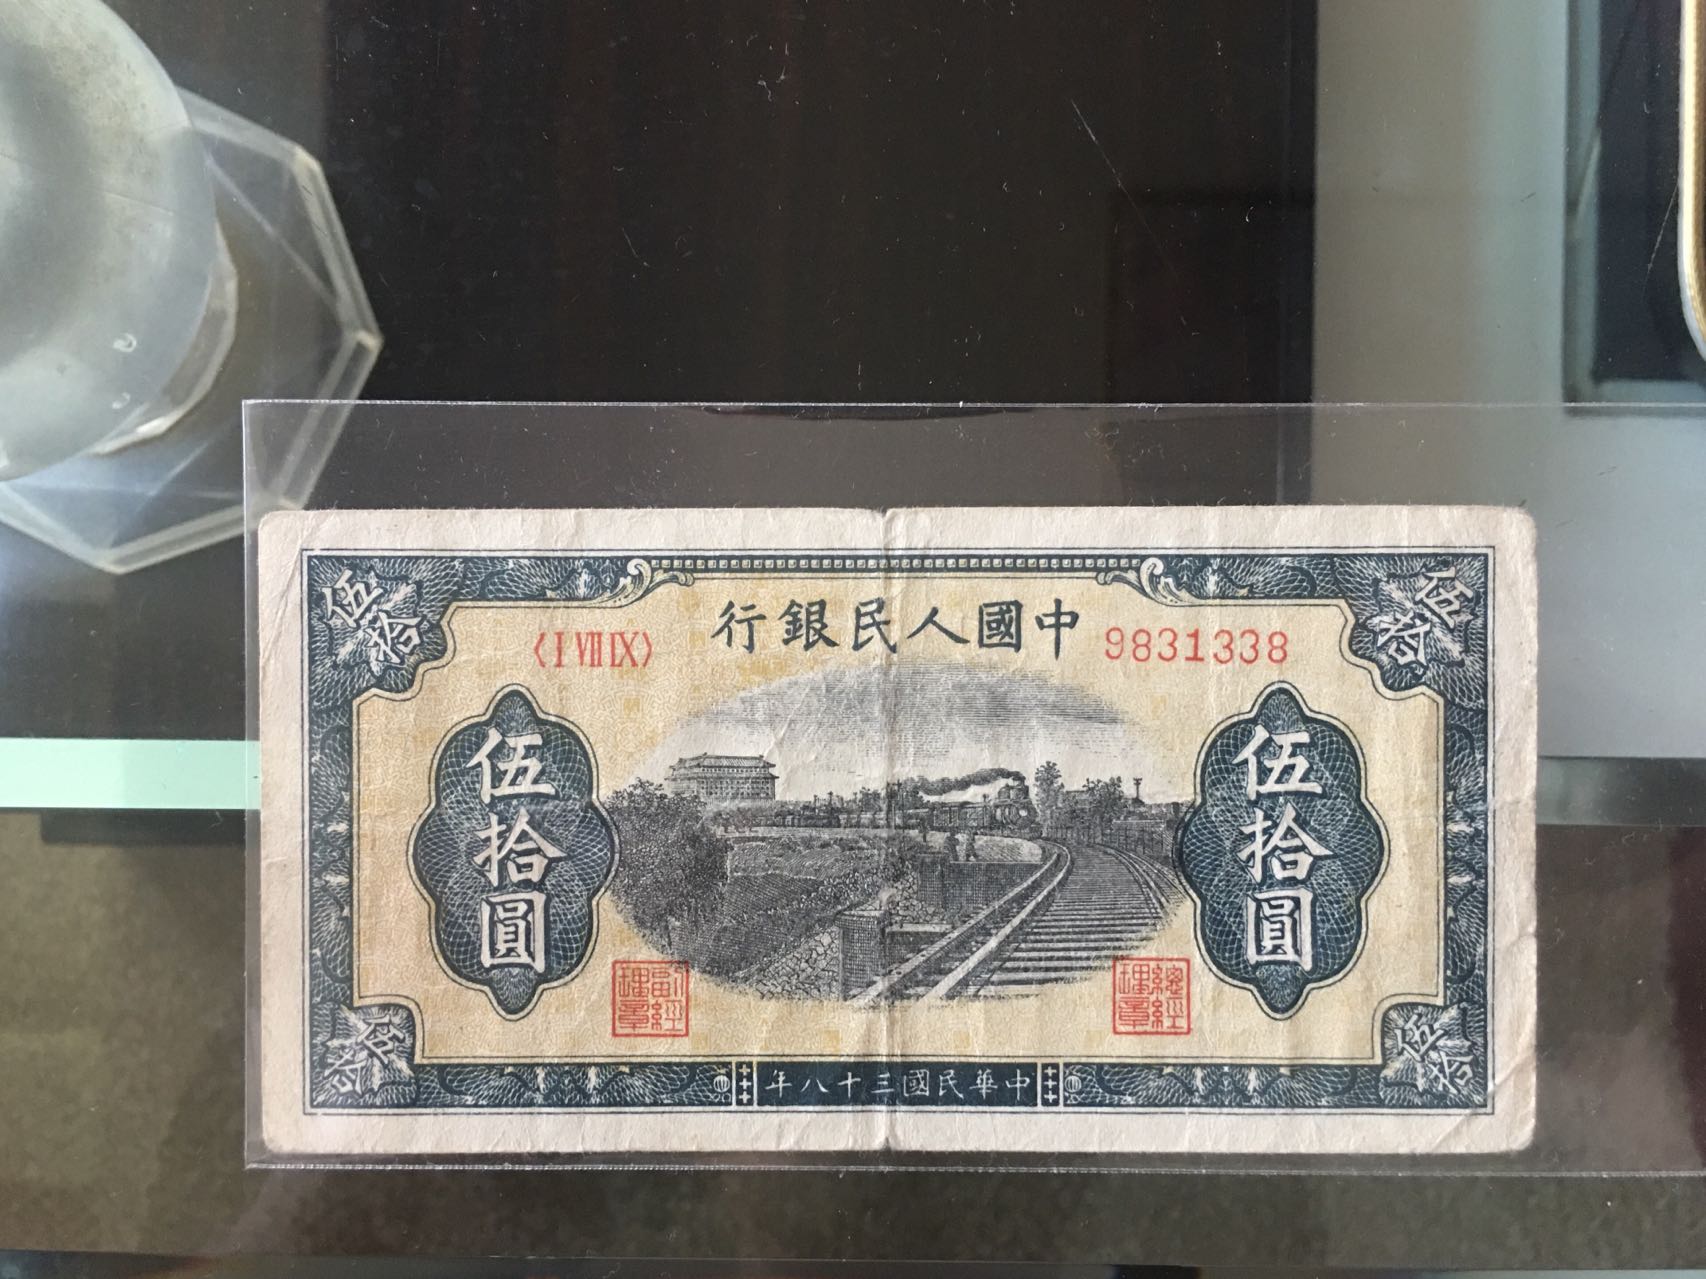 伍拾
伍拾
中國人民銀行
〈I VII IX〉
9831338
伍拾圓
伍拾圓
副經理章
總經理章
伍拾
伍拾
中華民國三十八年